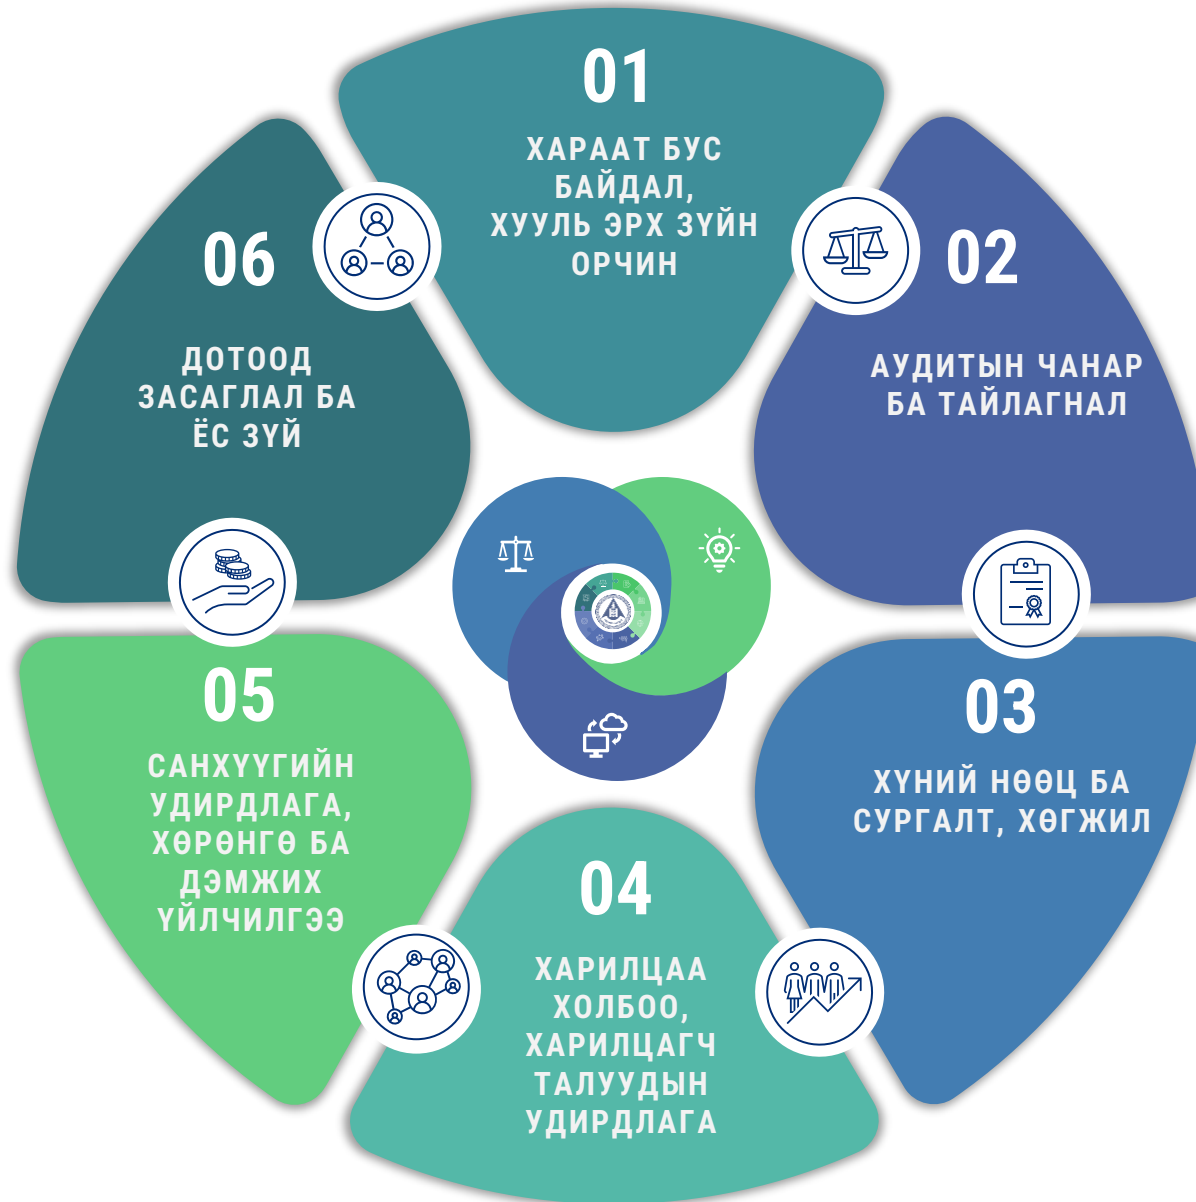 01
ХАРААТ БУС
БАЙДАЛ,
ХУУЛЬ ЭРХ ЗҮЙН
ОРЧИН
02
АУДИТЫН ЧАНАР
БА ТАЙЛАГНАЛ
03
ХҮНИЙ НӨӨЦ БА
СУРГАЛТ, ХӨГЖИЛ
04
ХАРИЛЦАА
ХОЛБОО,
ХАРИЛЦАГЧ
ТАЛУУДЫН
УДИРДЛАГА
05
САНХҮҮГИЙН
УДИРДЛАГА,
ХӨРӨНГӨ БА
ДЭМЖИХ
ҮЙЛЧИЛГЭЭ
06
ДОТООД
ЗАСАГЛАЛ БА
ЁС ЗҮЙ